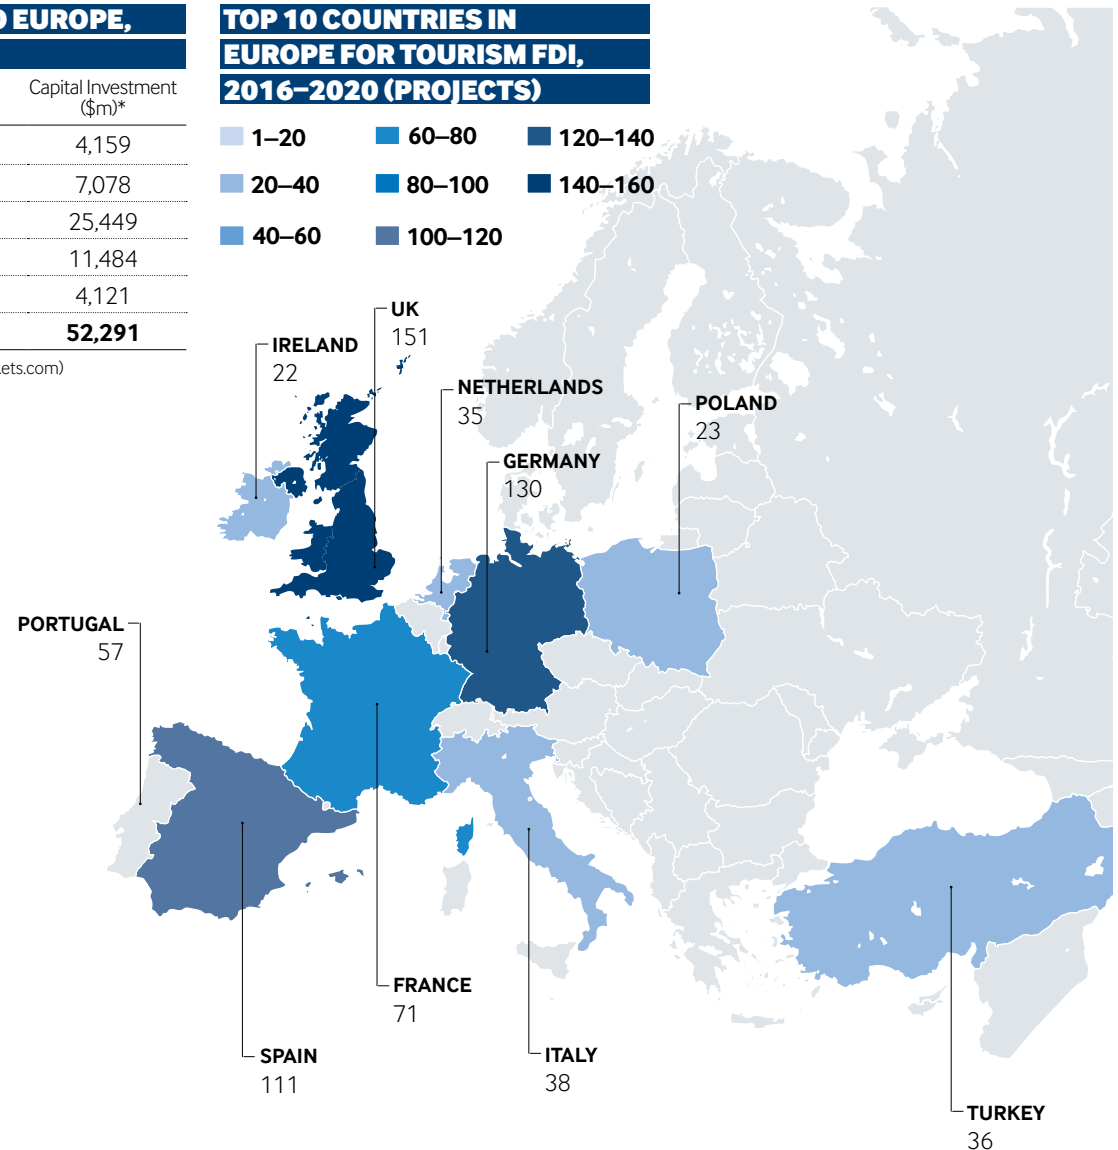 EUROPE,
Capital Investment
($m)*
4,159
7,078
25,449
11,484
4,121
52,291
ets.com)
TOP 10 COUNTRIES IN
EUROPE FOR TOURISM FDI,
2016–2020 (PROJECTS)
1–20
60–80
120–140
20–40
80–100
140–160
40–60
100–120
UK
151
IRELAND
22
NETHERLANDS
35
POLAND
23
GERMANY
130
PORTUGAL
57
FRANCE
71
SPAIN
111
ITALY
38
TURKEY
36